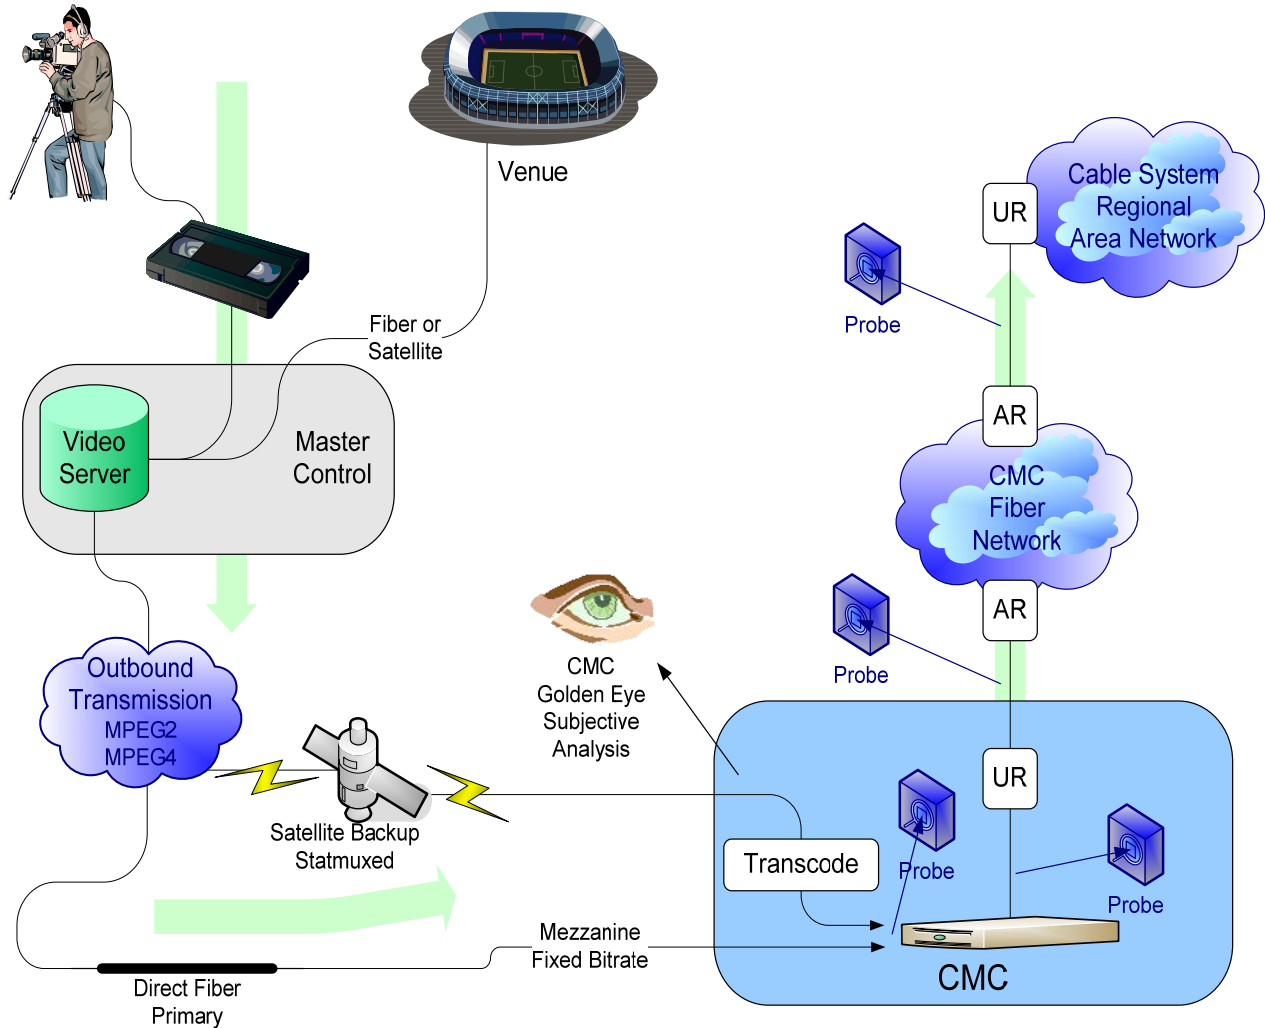 Venue
UR
Cable System
Regional
Area Network
Probe
Fiber or
Satellite
AR
Video
Server
Master
Control
CMC
Fiber
Network
AR
Probe
CMC
Golden Eye
Subjective
Analysis
Outbound
Transmission
MPEG2
MPEG4
UR
Satellite Backup
Statmuxed
Transcode
Probe
Probe
Mezzanine
Fixed Bitrate
CMC
Direct Fiber
Primary